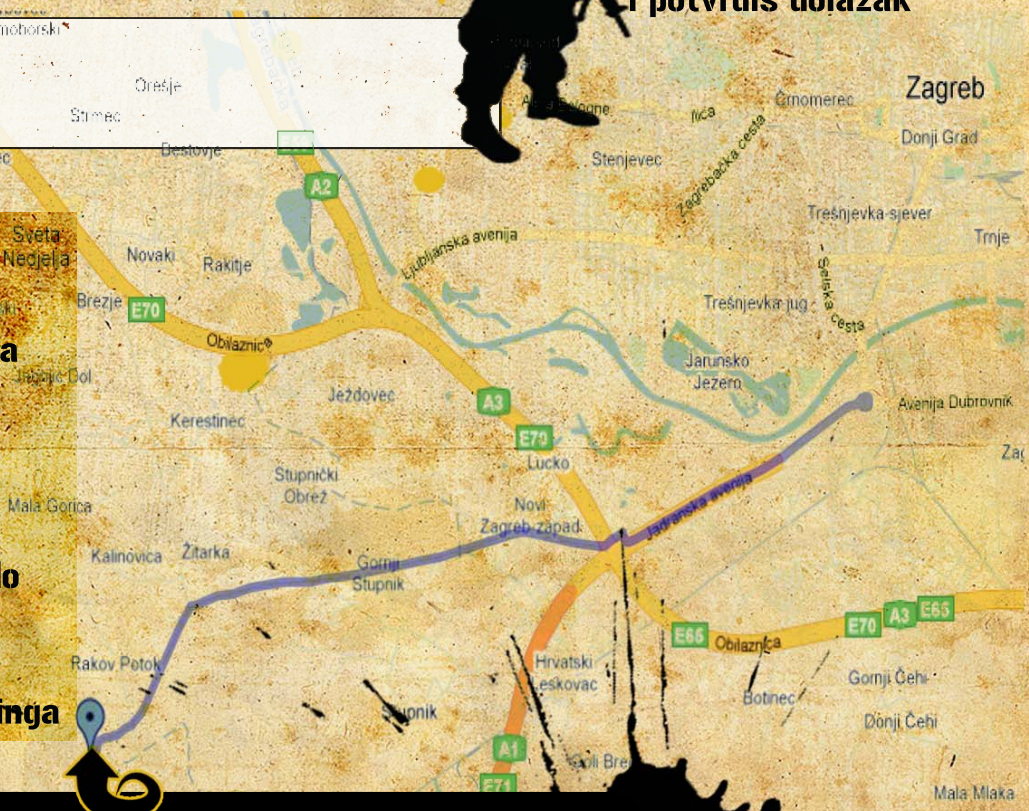 i potvrdiš dolazak
Orešje
Strmec
Bestovje
A2
Ilica
Črnomerec
Zagreb
Donji Grad
Stenjevec
Zagrebačka cesta
Trešnjevka-sjever
Trnje
Sveta
Nedjelja
Novaki
Rakitje
Ljubljanska avenija
Selska cesta
Brezje
E70
Obilaznica
Trešnjevka-jug
Jarunsko
Jezero
Avenija Dubrovnik
Ježdovec
A3
Kerestinec
E70
Lučko
Stupnički
Obrež
Mala Gorica
Novi
Zagreb-zapad
Jadranska avenija
Kalinovica
Žitarka
Gornji
Stupnik
E65
Obilaznica
E70
A3
E65
Rakov Potok
Hrvatski
Leskovac
Botinec
Gornji Čehi
Donji Čehi
Stupnik
A1
E71
Mala Mlaka